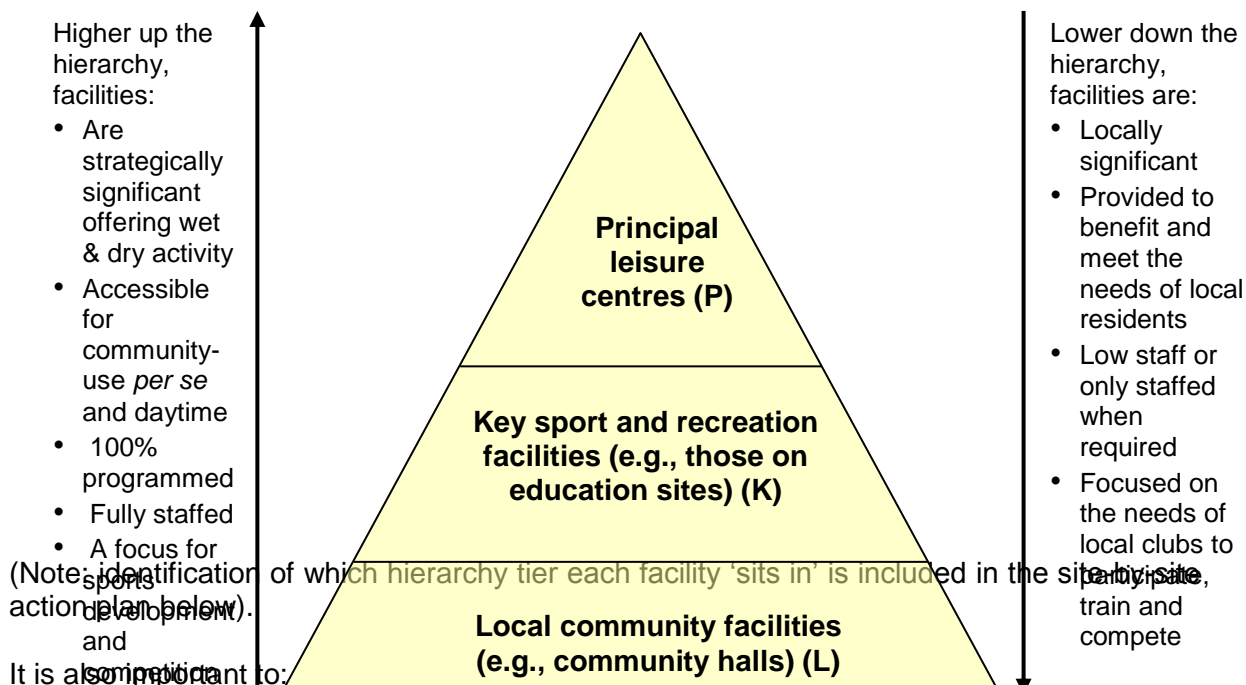 Higher up the
hierarchy,
facilities:
• Are
strategically
significant
offering wet
& dry activity
• Accessible
for
community-
use per se
and daytime
• 100%
programmed
• Fully staffed
• A focus for
sports
development
and
competition
Principal
leisure
centres (P)
Key sport and recreation
facilities (e.g., those on
education sites) (K)
Local community facilities
(e.g., community halls) (L)
Lower down the
hierarchy,
facilities are:
• Locally
significant
• Provided to
benefit and
meet the
needs of local
residents
• Low staff or
only staffed
when
required
• Focused on
the needs of
local clubs to
participate,
train and
compete
(Note: identification of which hierarchy tier each facility ‘sits in’ is included in the site-by-site
action plan below).
It is also important to: